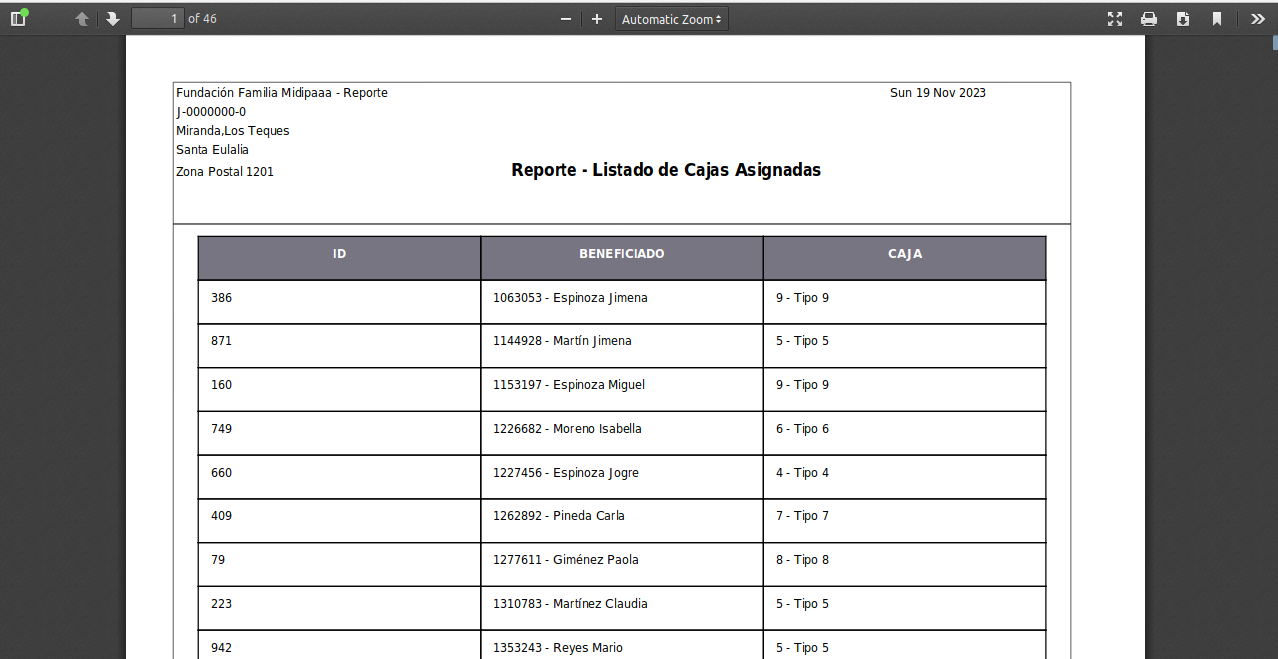 1 of 46 Automatic Zoom
Fundación Familia Midipaaa - Reporte Sun 19 Nov 2023
J-0000000-0
Miranda,Los Teques
Santa Eulalia
Zona Postal 1201 Reporte - Listado de Cajas Asignadas
ID BENEFICIADO CAJA
386 1063053 - Espinoza Jimena 9 - Tipo 9
871 1144928 - Martín Jimena 5 - Tipo 5
160 1153197 - Espinoza Miguel 9 - Tipo 9
749 1226682 - Moreno Isabella 6 - Tipo 6
660 1227456 - Espinoza Jogre 4 - Tipo 4
409 1262892 - Pineda Carla 7 - Tipo 7
79 1277611 - Giménez Paola 8 - Tipo 8
223 1310783 - Martínez Claudia 5 - Tipo 5
942 1353243 - Reyes Mario 5 - Tipo 5